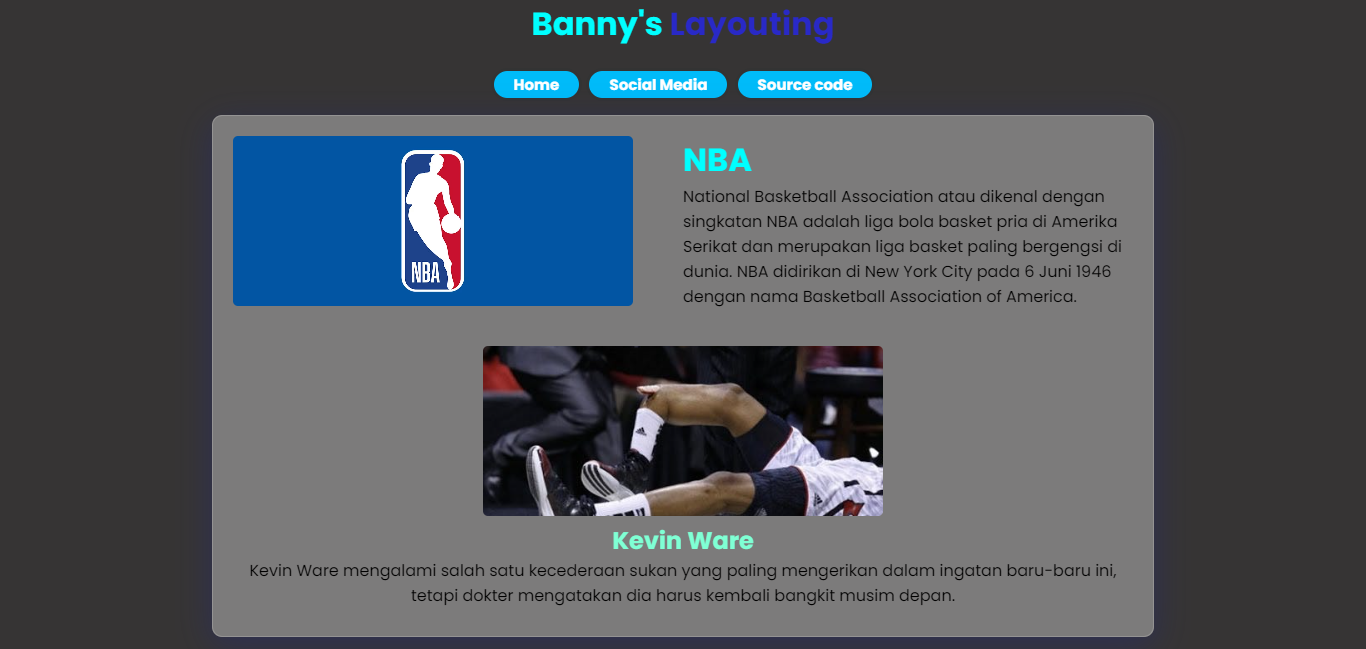 Banny's Layouting
Home Social Media Source code
NBA
NBA
National Basketball Association atau dikenal dengan
singkatan NBA adalah liga bola basket pria di Amerika
Serikat dan merupakan liga basket paling bergengsi di
dunia. NBA didirikan di New York City pada 6 Juni 1946
dengan nama Basketball Association of America.
Kevin Ware
Kevin Ware mengalami salah satu kecederaan sukan yang paling mengerikan dalam ingatan baru-baru ini,
tetapi dokter mengatakan dia harus kembali bangkit musim depan.